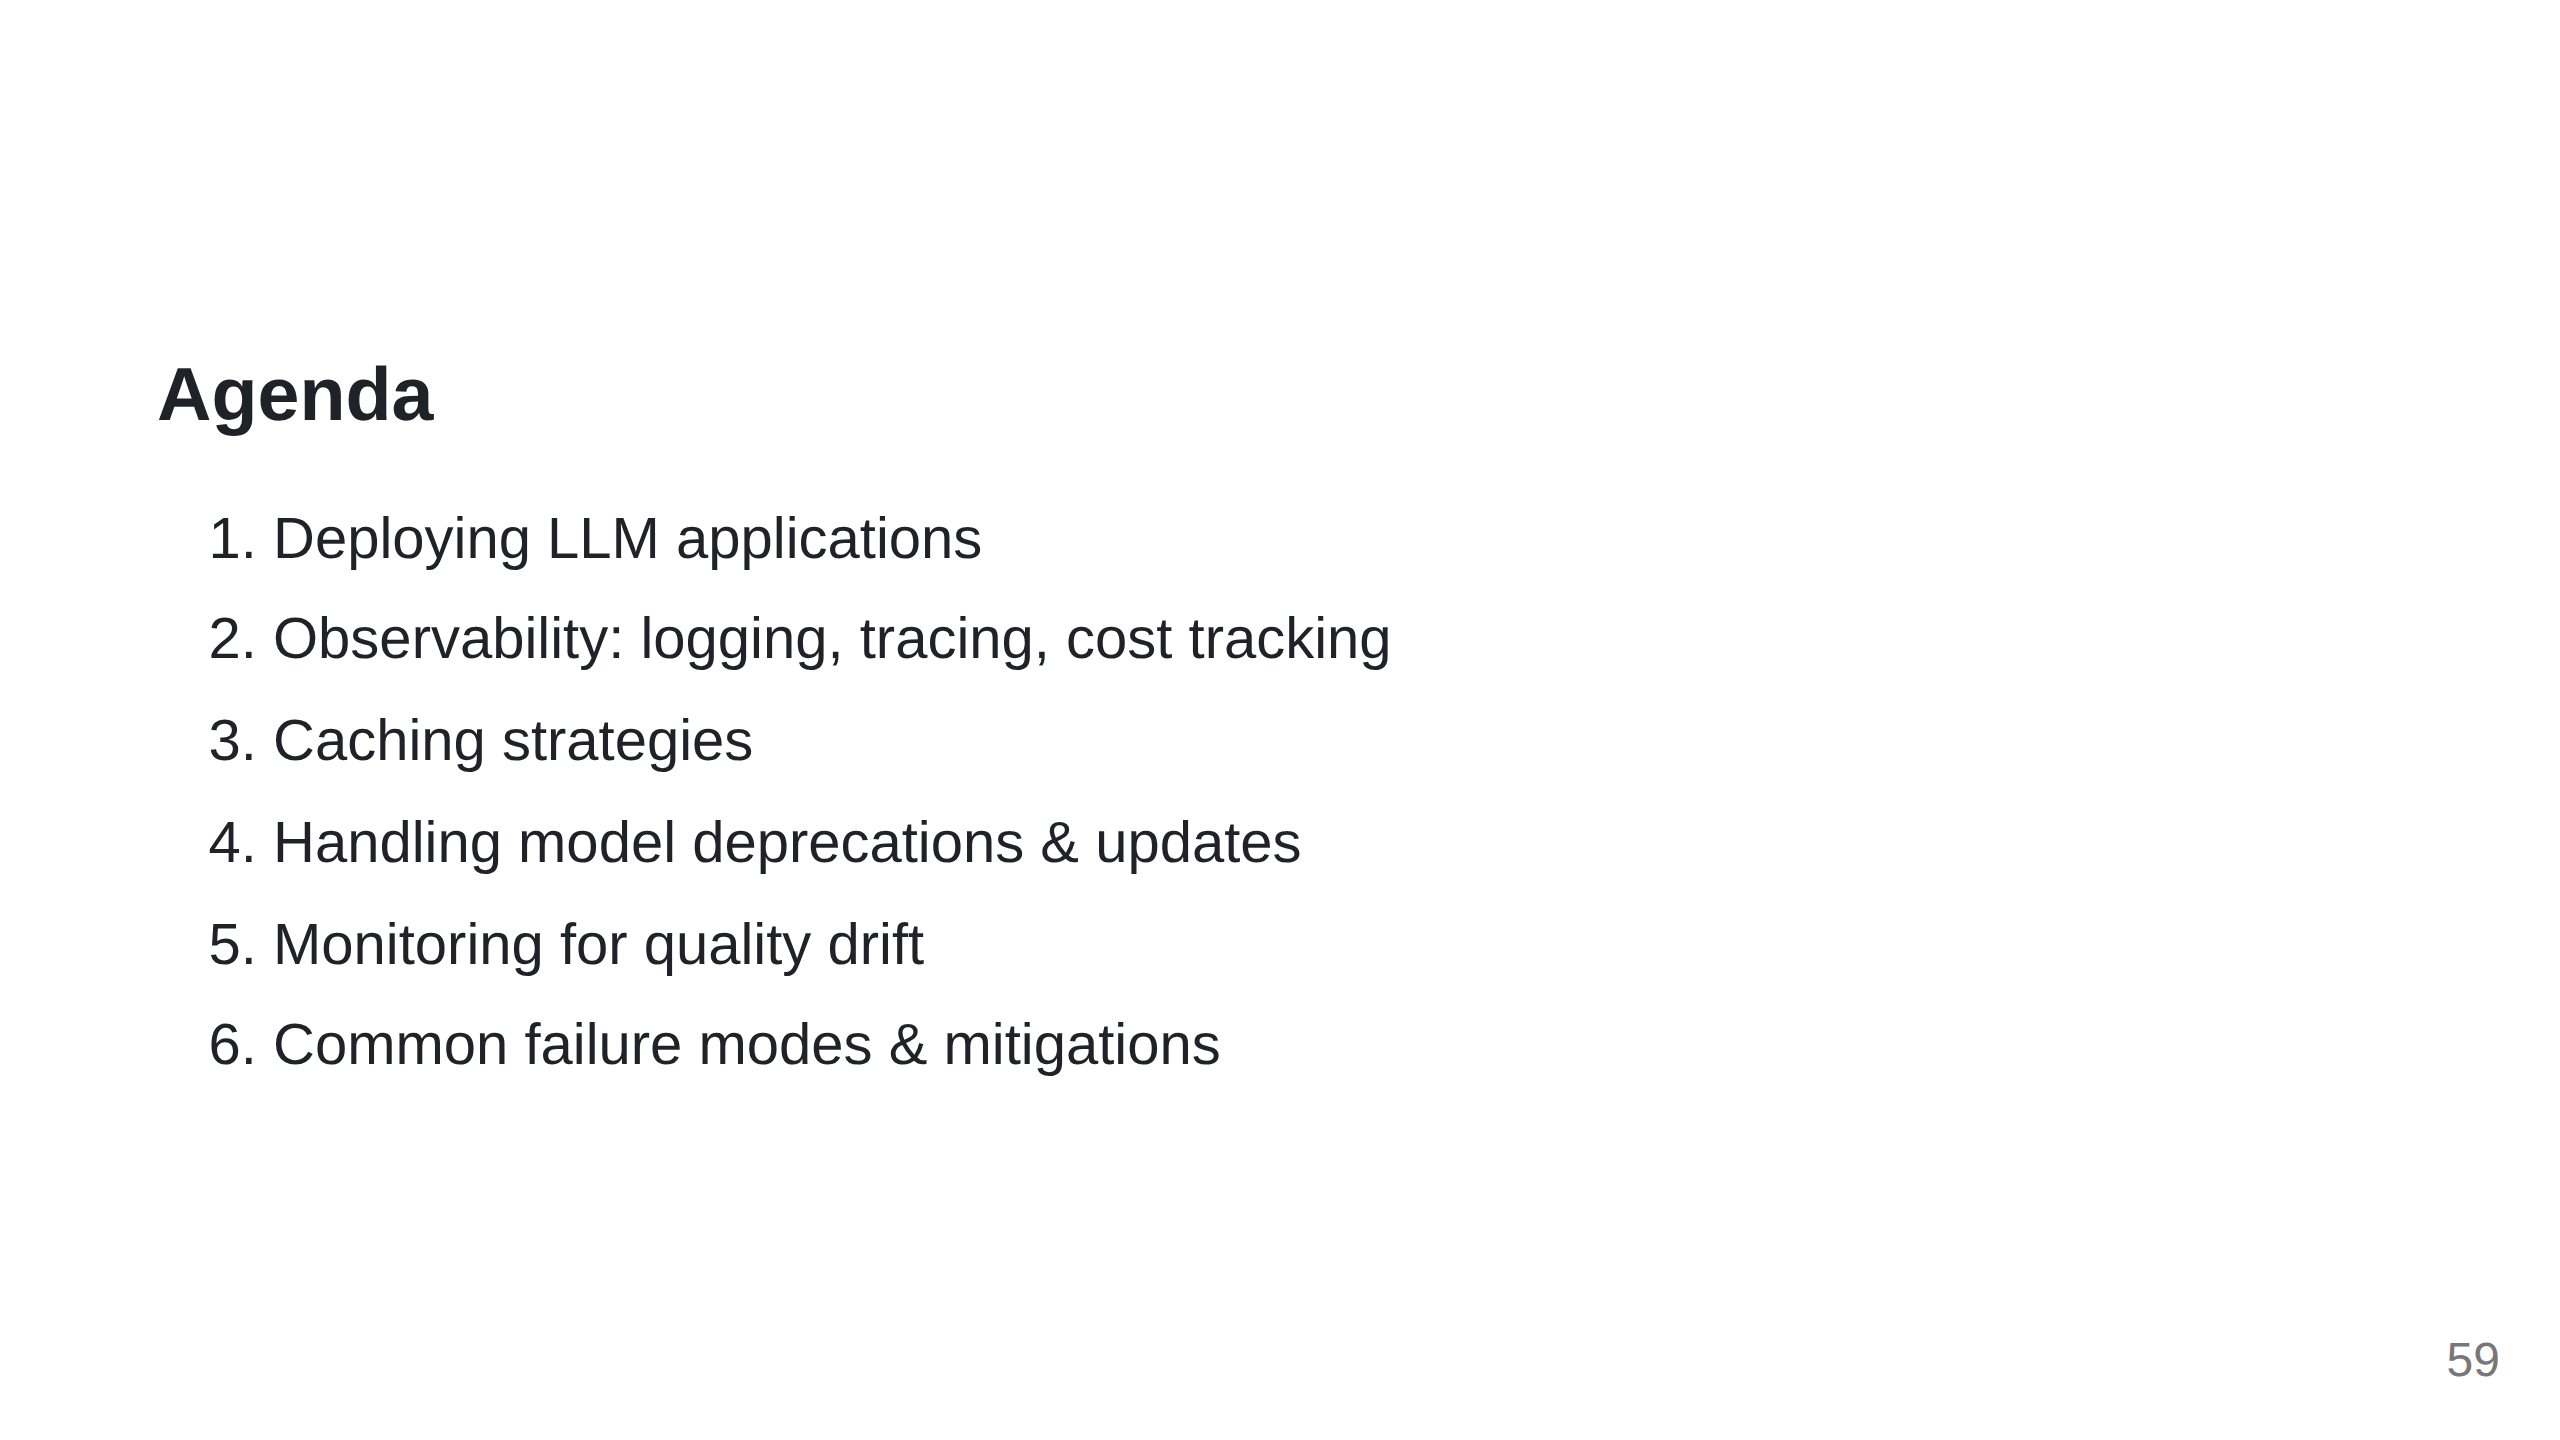 Agenda
1. Deploying LLM applications
2. Observability: logging, tracing, cost tracking
3. Caching strategies
4. Handling model deprecations & updates
5. Monitoring for quality drift
6. Common failure modes & mitigations
59